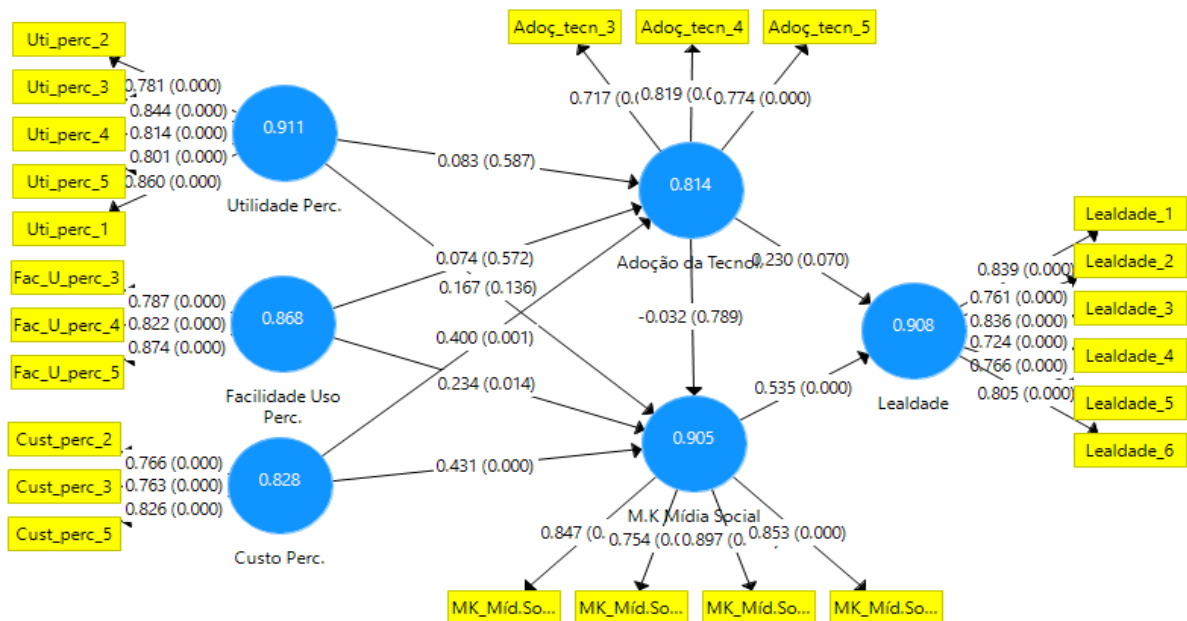 Adoç_tecn_3
Adoç_tecn_4
Adoç_tecn_5
0.717 (0.0
0.819 (0.0
0.774 (0.000)
Uti_perc_2
Uti_perc_3
Uti_perc_4
Uti_perc_5
Uti_perc_1
0.781 (0.000)
0.844 (0.000)
0.814 (0.000)
0.801 (0.000)
0.860 (0.000)
0.911
Utilidade Perc.
Fac_U_perc_3
Fac_U_perc_4
Fac_U_perc_5
0.787 (0.000)
0.822 (0.000)
0.874 (0.000)
0.868
Facilidade Uso
Perc.
Cust_perc_2
Cust_perc_3
Cust_perc_5
0.766 (0.000)
0.763 (0.000)
0.826 (0.000)
0.828
Custo Perc.
0.083 (0.587)
0.074 (0.572)
0.167 (0.136)
0.400 (0.001)
0.234 (0.014)
0.431 (0.000)
0.814
Adoção da Tecnol.
0.230 (0.070)
-0.032 (0.789)
0.535 (0.000)
0.905
M.K Mídia Social
0.847 (0.
0.754 (0.0
0.897 (0.
0.853 (0.000)
MK_Míd.So...
MK_Míd.So...
MK_Míd.So...
MK_Míd.So...
0.908
Lealdade
0.839 (0.000)
0.761 (0.000)
0.836 (0.000)
0.724 (0.000)
0.766 (0.000)
0.805 (0.000)
Lealdade_1
Lealdade_2
Lealdade_3
Lealdade_4
Lealdade_5
Lealdade_6